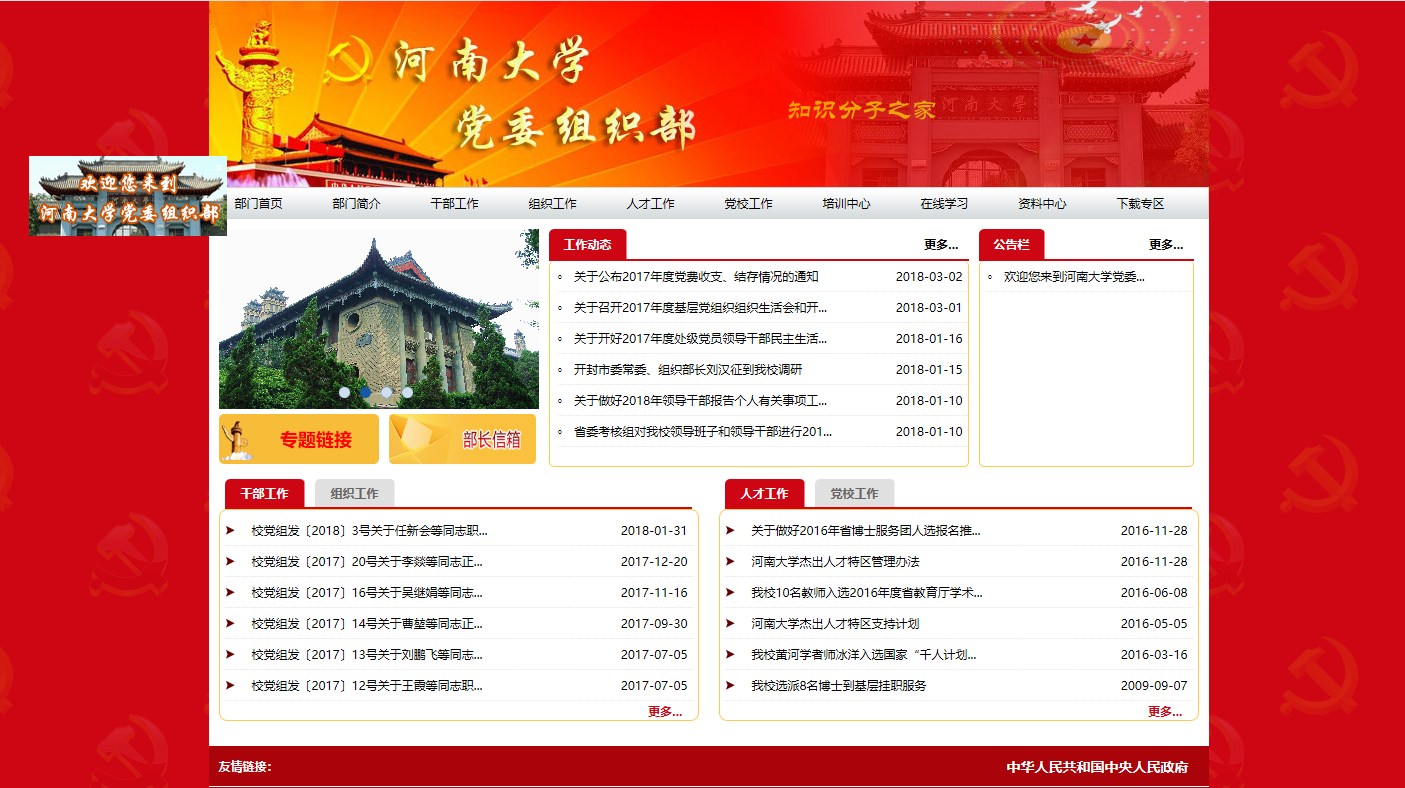 河南大学
党委组织部
知识分子之家
河南大學
欢迎您来到
河南大学党委组织部
部门首页 部门简介 干部工作 组织工作 人才工作 党校工作 培训中心 在线学习 资料中心 下载专区
工作动态 更多...
关于公布2017年度党费收支、结存情况的通知 2018-03-02
关于召开2017年度基层党组织组织生活会和开... 2018-03-01
关于开好2017年度处级党员领导干部民主生活... 2018-01-16
开封市委常委、组织部长刘汉征到我校调研 2018-01-15
关于做好2018年领导干部报告个人有关事项工... 2018-01-10
省委考核组对我校领导班子和领导干部进行201... 2018-01-10
公告栏 更多...
欢迎您来到河南大学党委...
专题链接 部长信箱
干部工作 组织工作
校党组发〔2018〕3号关于任新会等同志职... 2018-01-31
校党组发〔2017〕20号关于李燚等同志正... 2017-12-20
校党组发〔2017〕16号关于吴继娟等同志... 2017-11-16
校党组发〔2017〕14号关于曹堃等同志正... 2017-09-30
校党组发〔2017〕13号关于刘鹏飞等同志... 2017-07-05
校党组发〔2017〕12号关于王霞等同志职... 2017-07-05
更多...
人才工作 党校工作
关于做好2016年省博士服务团人选报名推... 2016-11-28
河南大学杰出人才特区管理办法 2016-11-28
我校10名教师入选2016年度省教育厅学术... 2016-06-08
河南大学杰出人才特区支持计划 2016-05-05
我校黄河学者师冰洋入选国家“千人计划... 2016-03-16
我校选派8名博士到基层挂职服务 2009-09-07
更多...
友情链接： 中华人民共和国中央人民政府